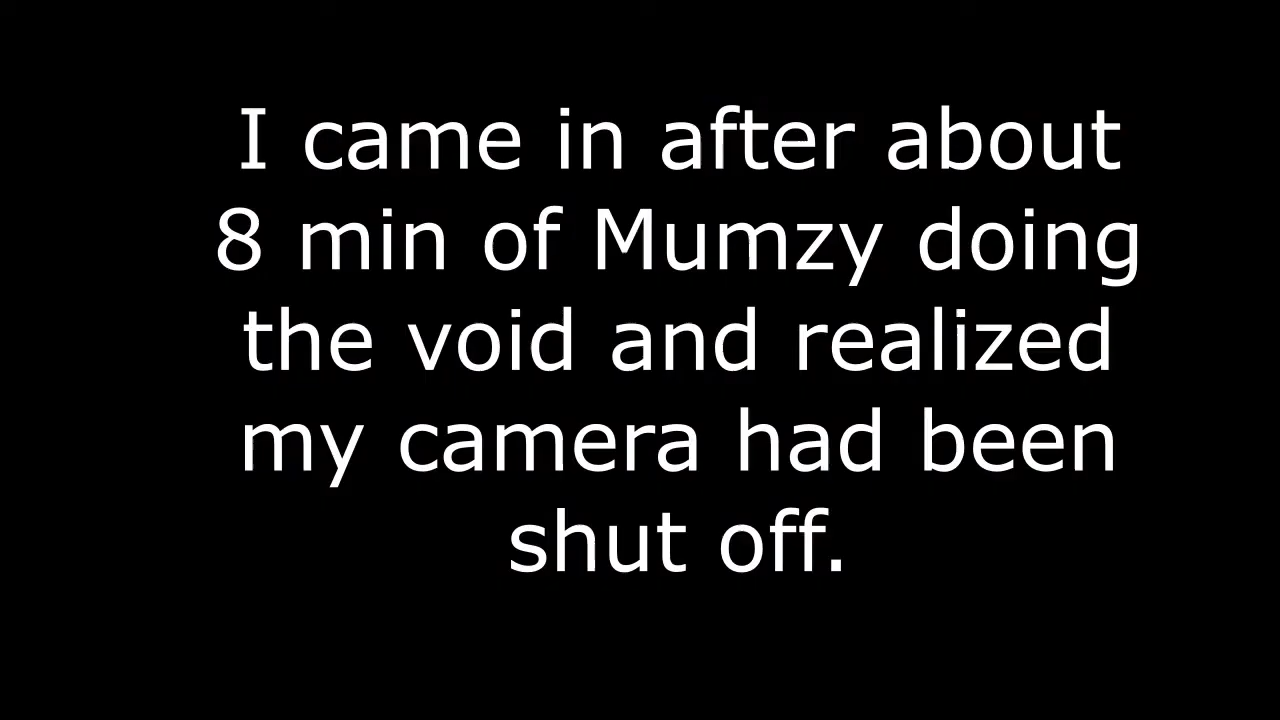 I came in after about
8 min of Mumzy doing
the void and realized
my camera had been
shut off.